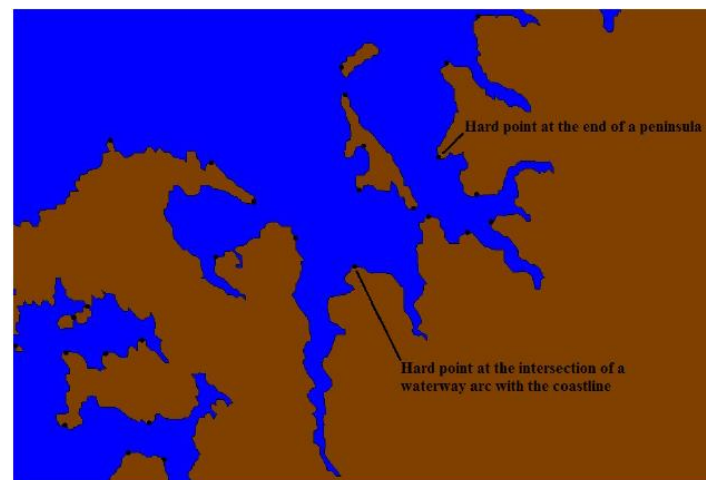 Hard point at the end of a peninsula
Hard point at the intersection of a
waterway arc with the coastline